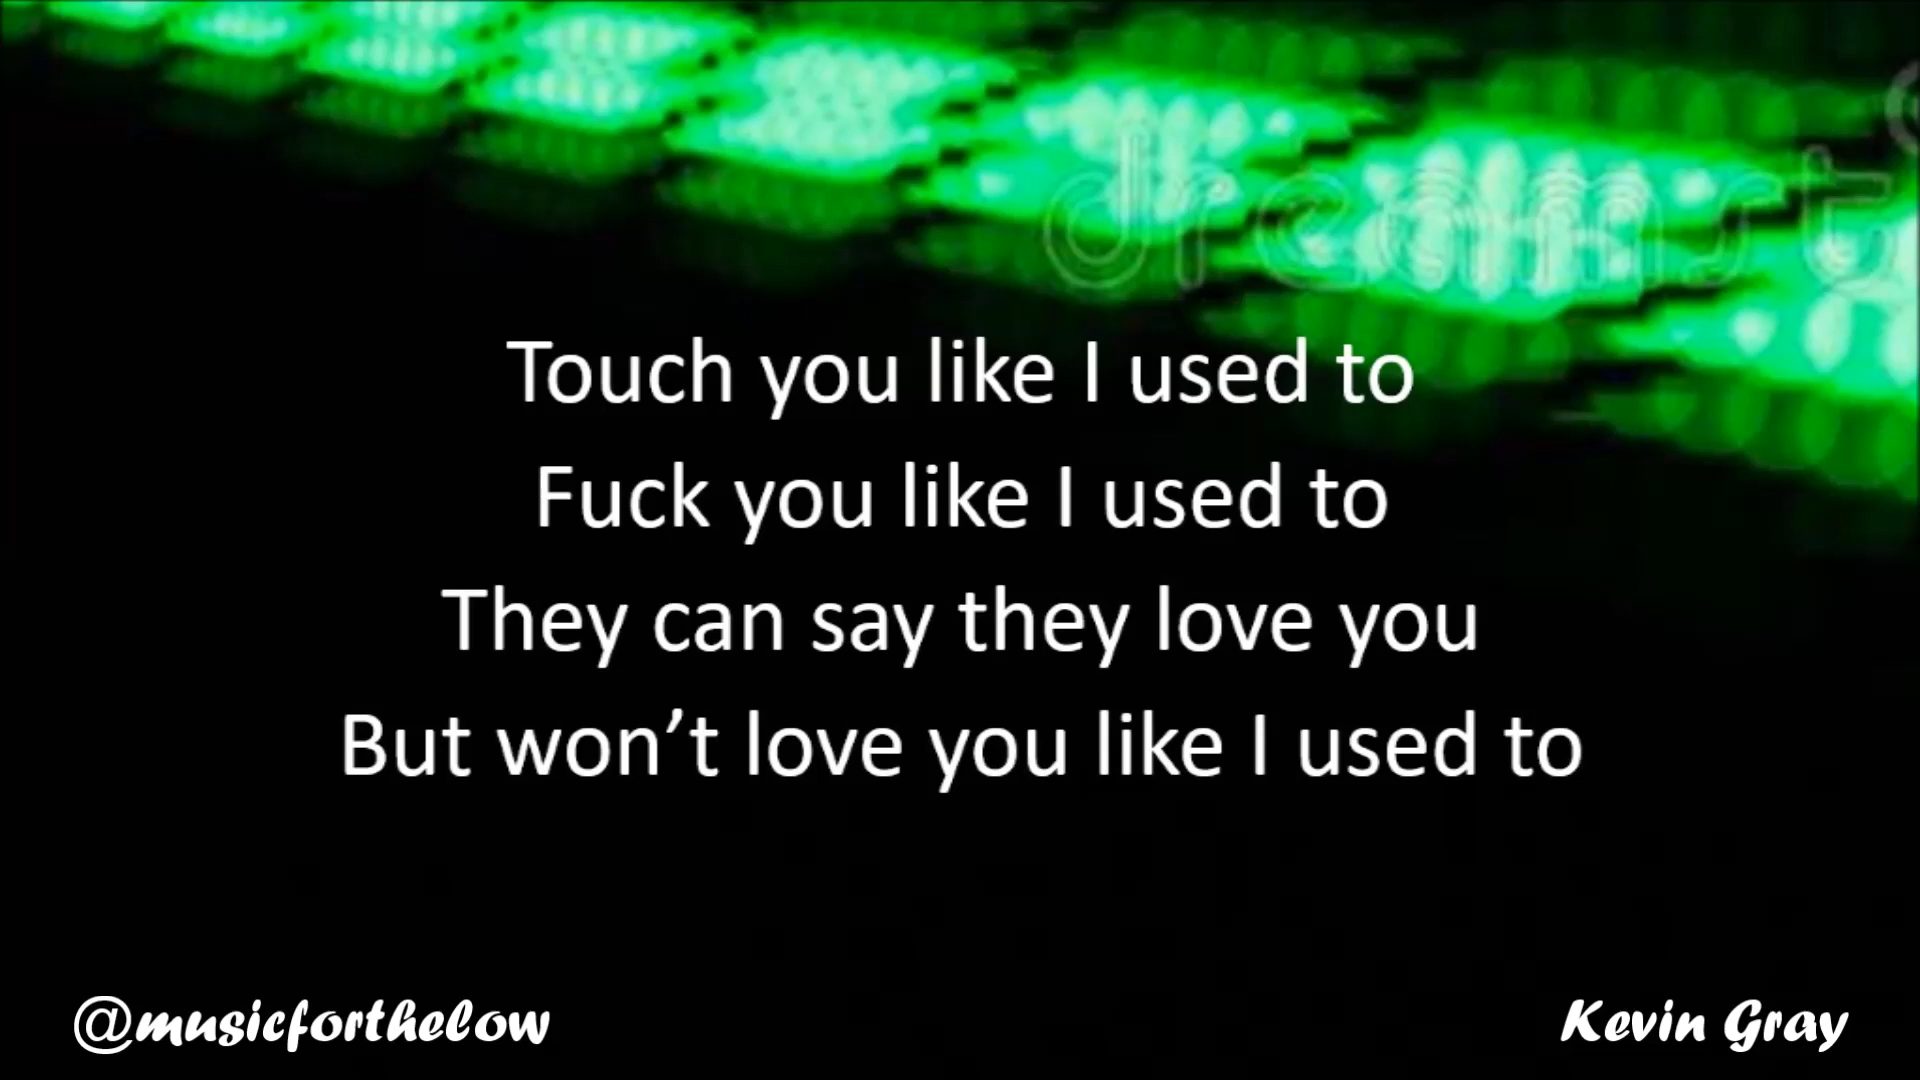 dreamst
Touch you like I used to
Fuck you like I used to
They can say they love you
But won’t love you like I used to
@musicforthelow
Kevin Gray